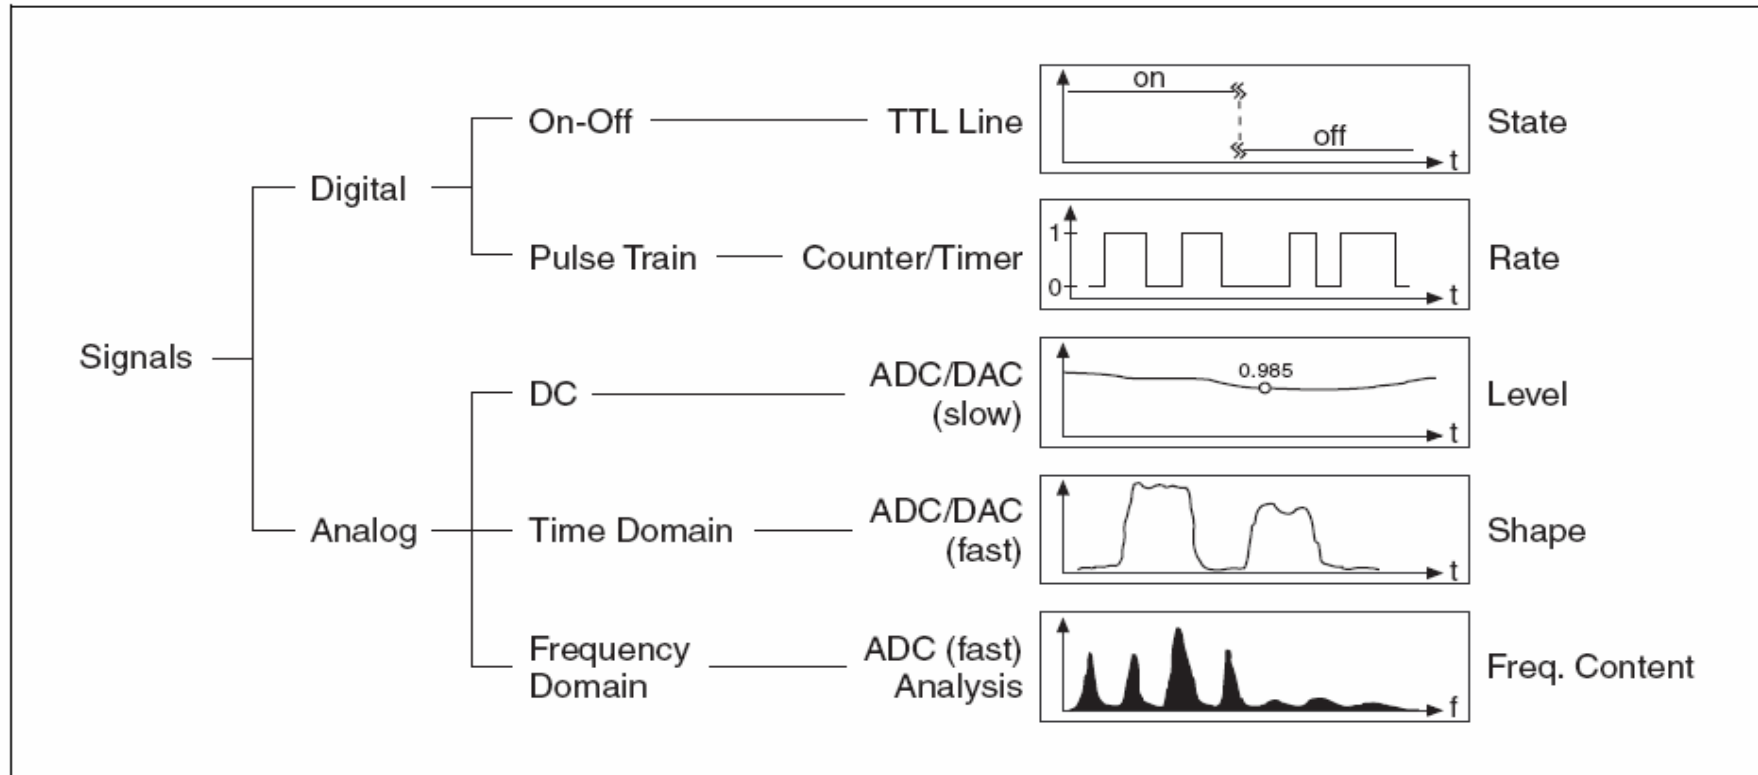 Signals
Digital
On-Off
TTL Line
on
off
t
State
Pulse Train
Counter/Timer
1
0
t
Rate
Analog
DC
ADC/DAC
(slow)
0.985
t
Level
Time Domain
ADC/DAC
(fast)
t
Shape
Frequency
Domain
ADC (fast)
Analysis
f
Freq. Content